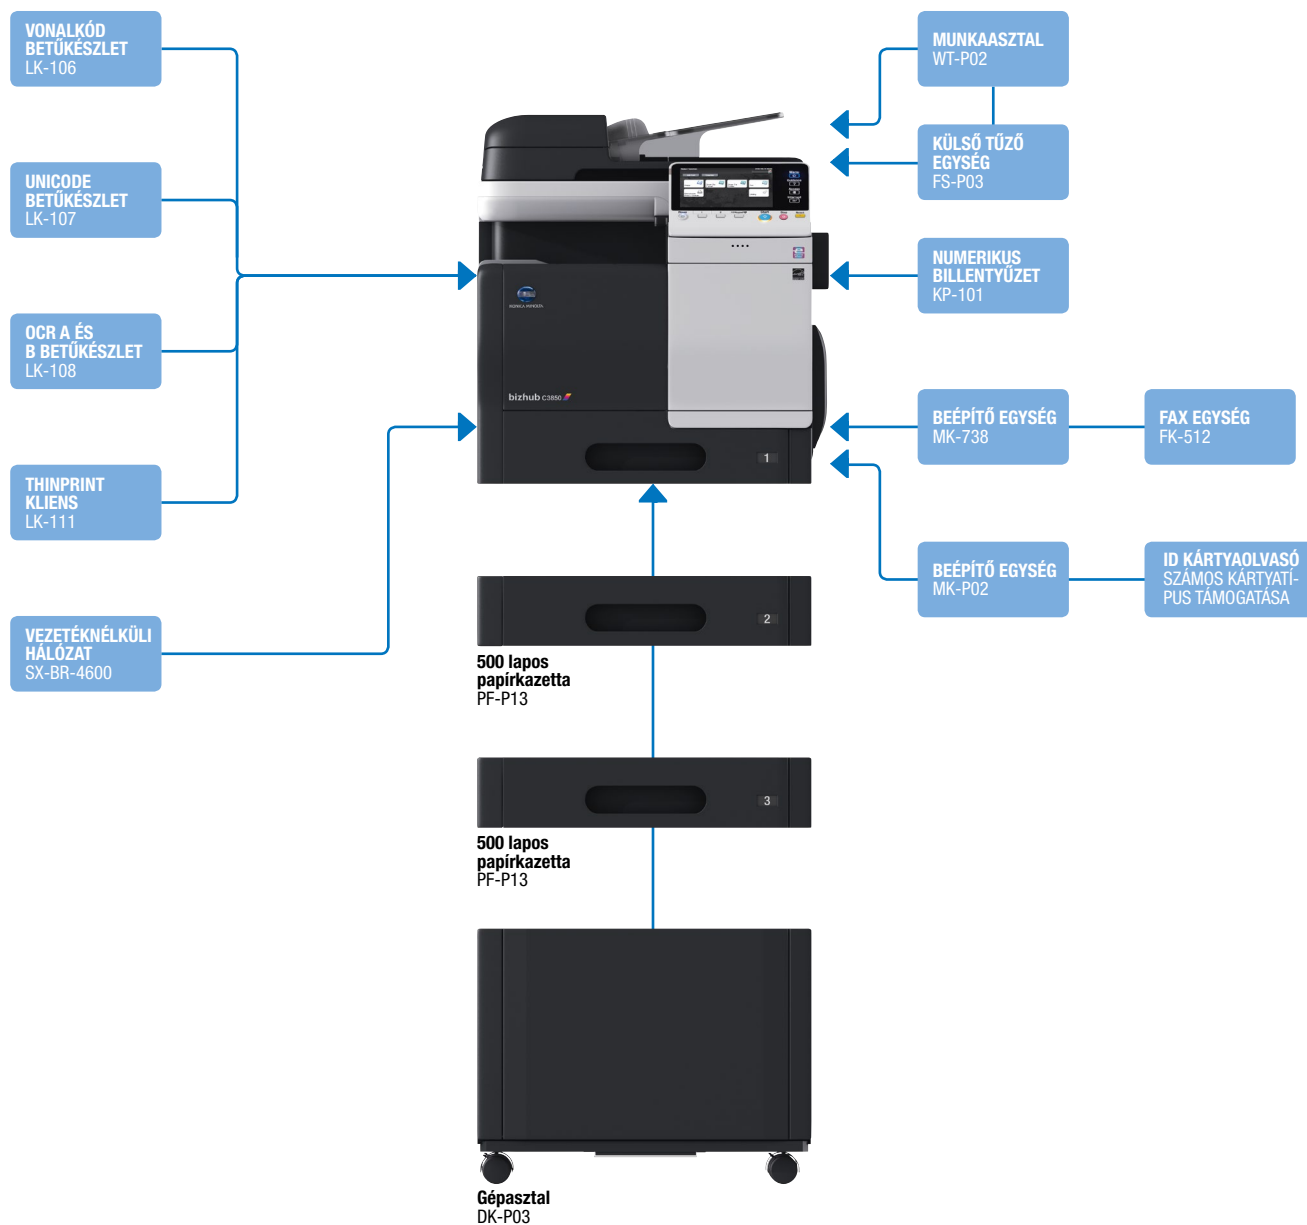 VONALKÓD
BETŰKÉSZLET
LK-106
UNICODE
BETŰKÉSZLET
LK-107
OCR A ÉS
B BETŰKÉSZLET
LK-108
THINPRINT
KLIENS
LK-111
VEZETÉKNÉLKÜLI
HÁLÓZAT
SX-BR-4600
KONICA MINOLTA
bizhub C3850
1
2
500 lapos
papírkazetta
PF-P13
3
500 lapos
papírkazetta
PF-P13
Gépasztal
DK-P03
MUNKAASZTAL
WT-P02
KÜLSŐ TŰZŐ
EGYSÉG
FS-P03
NUMERIKUS
BILLENTYŰZET
KP-101
BEÉPÍTŐ EGYSÉG
MK-738
FAX EGYSÉG
FK-512
BEÉPÍTŐ EGYSÉG
MK-P02
ID KÁRTYAOLVASÓ
SZÁMOS KÁRTYATÍ-
PUS TÁMOGATÁSA